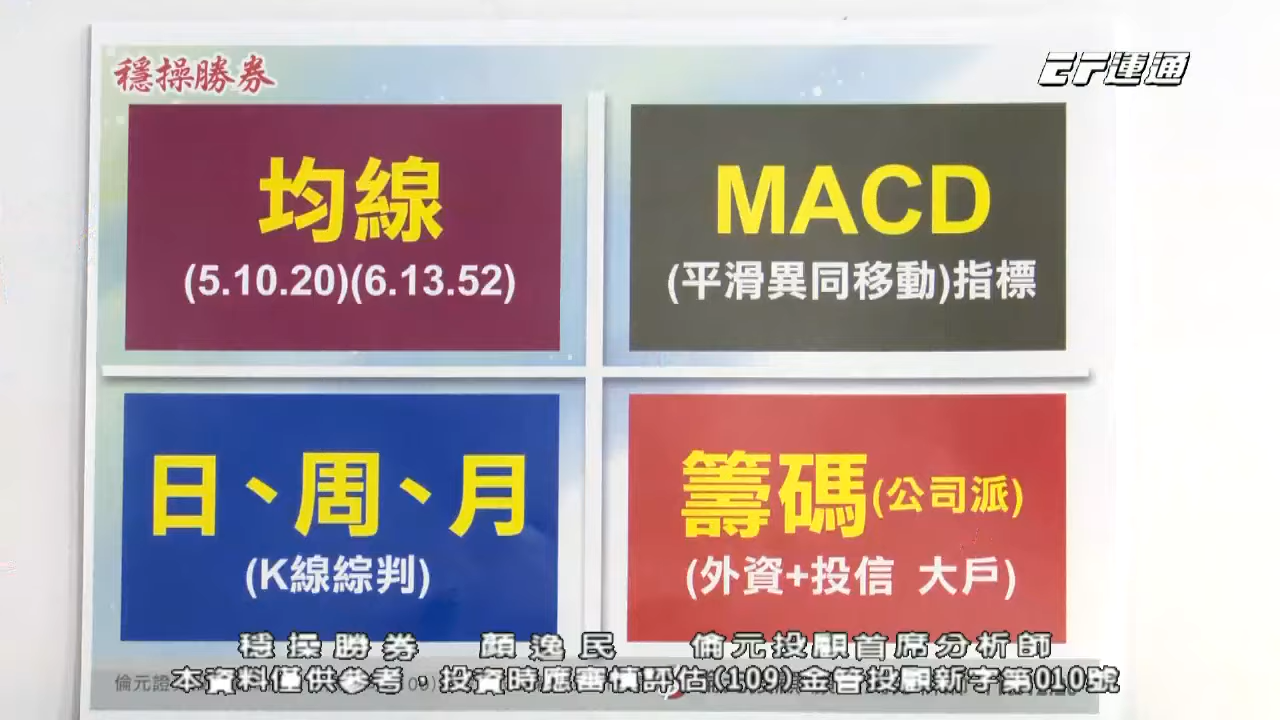 穩操勝券
EF運通
均線
(5.10.20)(6.13.52)
MACD
(平滑異同移動)指標
日、周、月
(K線綜判)
籌碼(公司派)
(外資+投信 大戶)
穩操勝券 顏逸民 倫元投顧首席分析師
倫元證
本資料僅供參考，投資時應審慎評估(109)金管投顧新字第010號